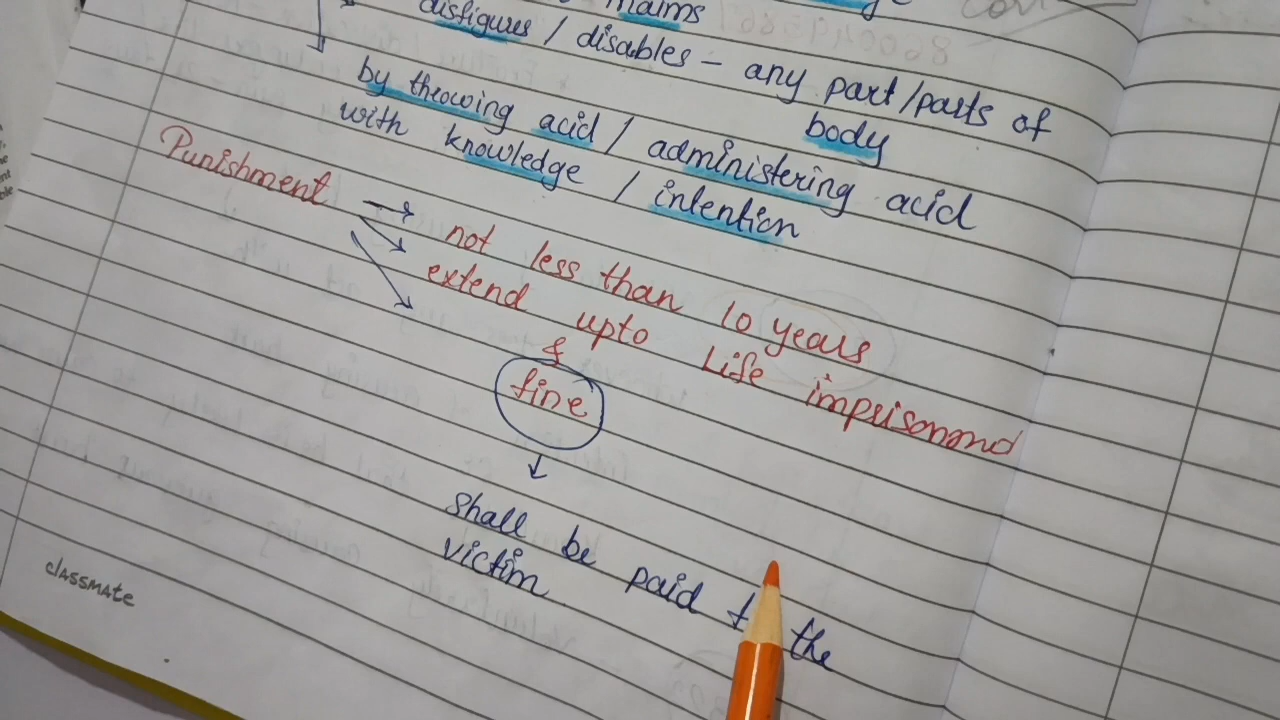 maims
disfigures / disables - any part/parts of
body
by throwing acid / administering acid
with knowledge / intention
Punishment → not less than 10 years
extend upto Life imprisonmnd
&
fine
↓
shall be paid to the
victim
classmate